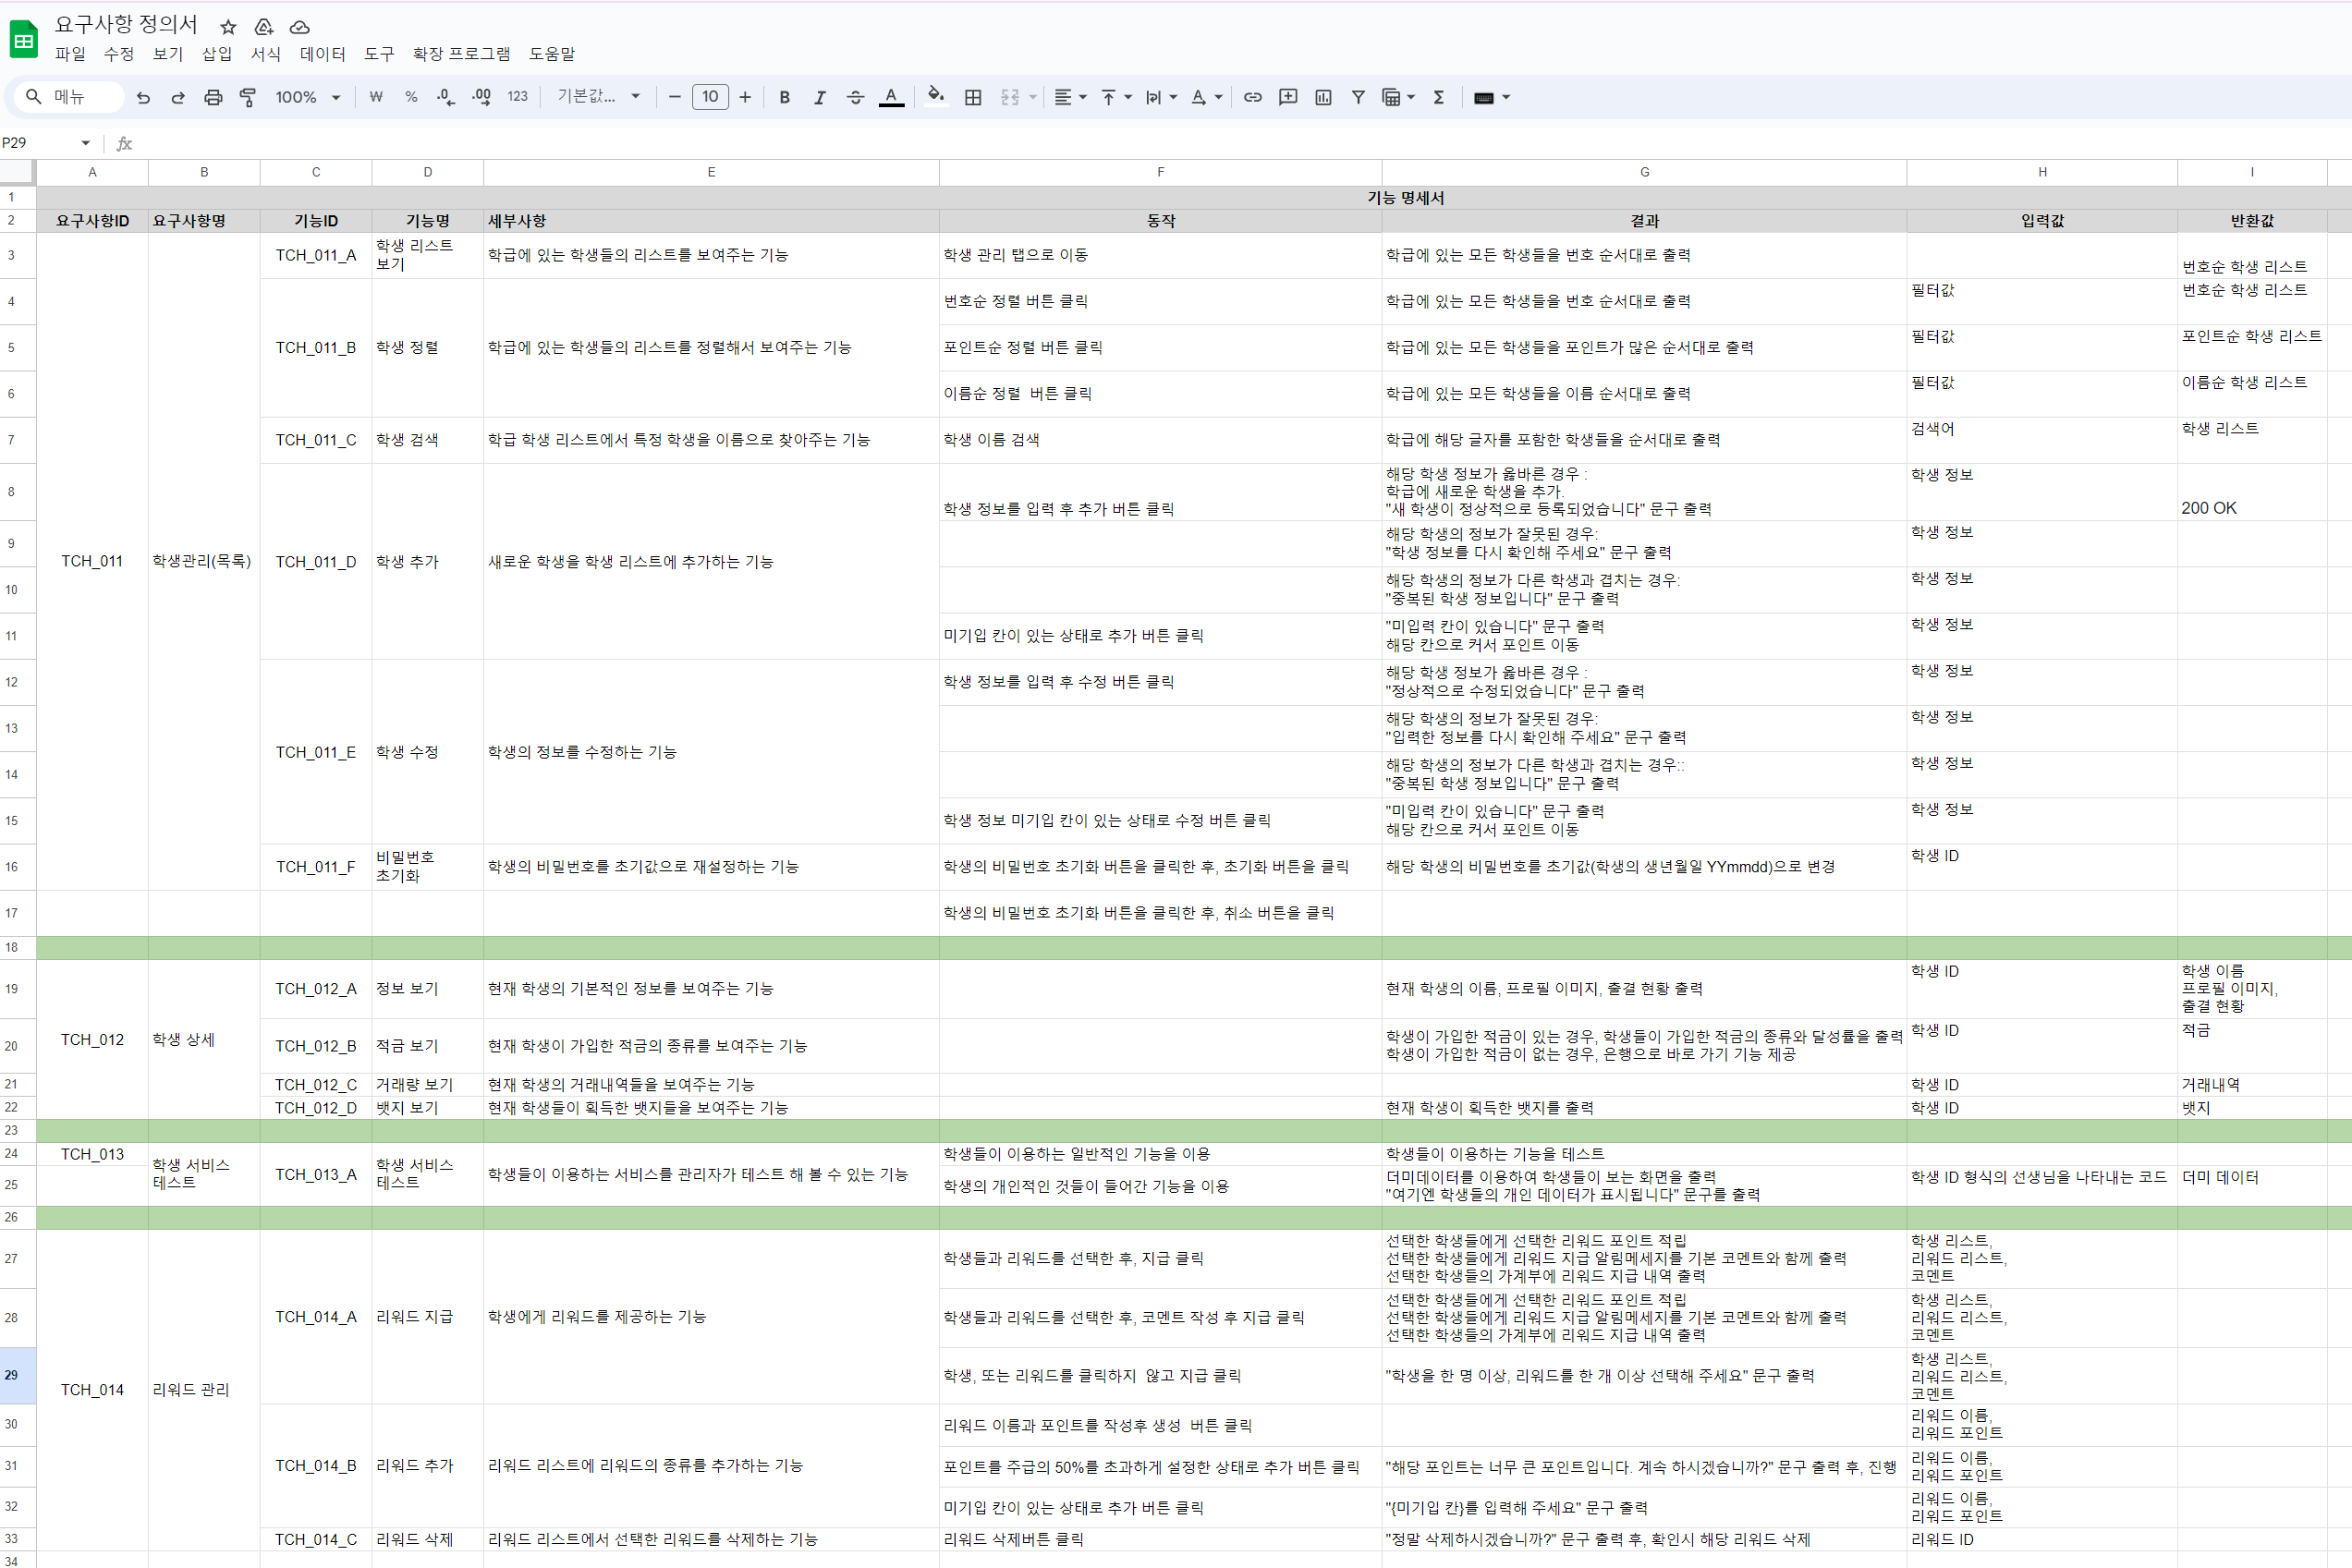 요구사항 정의서
파일 수정 보기 삽입 서식 데이터 도구 확장 프로그램 도움말
메뉴 100% ₩ % .0 .00 123 기본값... 10 B I A
P29 fx
A B C D E F G H I
1 기능 명세서
2 요구사항ID 요구사항명 기능ID 기능명 세부사항 동작 결과 입력값 반환값
TCH_011 학생관리(목록)
3 TCH_011_A 학생 리스트 보기 학급에 있는 학생들의 리스트를 보여주는 기능 학생 관리 탭으로 이동 학급에 있는 모든 학생들을 번호 순서대로 출력 번호순 학생 리스트
4 번호순 정렬 버튼 클릭 학급에 있는 모든 학생들을 번호 순서대로 출력 필터값 번호순 학생 리스트
5 TCH_011_B 학생 정렬 학급에 있는 학생들의 리스트를 정렬해서 보여주는 기능 포인트순 정렬 버튼 클릭 학급에 있는 모든 학생들을 포인트가 많은 순서대로 출력 필터값 포인트순 학생 리스트
6 이름순 정렬 버튼 클릭 학급에 있는 모든 학생들을 이름 순서대로 출력 필터값 이름순 학생 리스트
7 TCH_011_C 학생 검색 학급 학생 리스트에서 특정 학생을 이름으로 찾아주는 기능 학생 이름 검색 학급에 해당 글자를 포함한 학생들을 순서대로 출력 검색어 학생 리스트
TCH_011_D 학생 추가 새로운 학생을 학생 리스트에 추가하는 기능
8 학생 정보를 입력 후 추가 버튼 클릭
해당 학생 정보가 옳바른 경우 :
학급에 새로운 학생을 추가.
"새 학생이 정상적으로 등록되었습니다" 문구 출력
학생 정보 200 OK
9 해당 학생의 정보가 잘못된 경우:
"학생 정보를 다시 확인해 주세요" 문구 출력
학생 정보
10 해당 학생의 정보가 다른 학생과 겹치는 경우:
"중복된 학생 정보입니다" 문구 출력
학생 정보
11 미기입 칸이 있는 상태로 추가 버튼 클릭
"미입력 칸이 있습니다" 문구 출력
해당 칸으로 커서 포인트 이동
학생 정보
TCH_011_E 학생 수정 학생의 정보를 수정하는 기능
12 학생 정보를 입력 후 수정 버튼 클릭
해당 학생 정보가 옳바른 경우 :
"정상적으로 수정되었습니다" 문구 출력
학생 정보
13 해당 학생의 정보가 잘못된 경우:
"입력한 정보를 다시 확인해 주세요" 문구 출력
학생 정보
14 해당 학생의 정보가 다른 학생과 겹치는 경우::
"중복된 학생 정보입니다" 문구 출력
학생 정보
15 학생 정보 미기입 칸이 있는 상태로 수정 버튼 클릭
"미입력 칸이 있습니다" 문구 출력
해당 칸으로 커서 포인트 이동
학생 정보
16 TCH_011_F 비밀번호 초기화 학생의 비밀번호를 초기값으로 재설정하는 기능 학생의 비밀번호 초기화 버튼을 클릭한 후, 초기화 버튼을 클릭 해당 학생의 비밀번호를 초기값(학생의 생년월일 YYmmdd)으로 변경 학생 ID
17 학생의 비밀번호 초기화 버튼을 클릭한 후, 취소 버튼을 클릭
18
TCH_012 학생 상세
19 TCH_012_A 정보 보기 현재 학생의 기본적인 정보를 보여주는 기능 현재 학생의 이름, 프로필 이미지, 출결 현황 출력 학생 ID
학생 이름
프로필 이미지,
출결 현황
20 TCH_012_B 적금 보기 현재 학생이 가입한 적금의 종류를 보여주는 기능
학생이 가입한 적금이 있는 경우, 학생들이 가입한 적금의 종류와 달성률을 출력
학생이 가입한 적금이 없는 경우, 은행으로 바로 가기 기능 제공
학생 ID 적금
21 TCH_012_C 거래량 보기 현재 학생의 거래내역들을 보여주는 기능 학생 ID 거래내역
22 TCH_012_D 뱃지 보기 현재 학생들이 획득한 뱃지들을 보여주는 기능 현재 학생이 획득한 뱃지를 출력 학생 ID 뱃지
23
24 TCH_013 학생들이 이용하는 일반적인 기능을 이용 학생들이 이용하는 기능을 테스트
학생 서비스 테스트 TCH_013_A 학생 서비스 테스트 학생들이 이용하는 서비스를 관리자가 테스트 해 볼 수 있는 기능
25 학생의 개인적인 것들이 들어간 기능을 이용
더미데이터를 이용하여 학생들이 보는 화면을 출력
"여기엔 학생들의 개인 데이터가 표시됩니다" 문구를 출력
학생 ID 형식의 선생님을 나타내는 코드 더미 데이터
26
TCH_014 리워드 관리
TCH_014_A 리워드 지급 학생에게 리워드를 제공하는 기능
27 학생들과 리워드를 선택한 후, 지급 클릭
선택한 학생들에게 선택한 리워드 포인트 적립
선택한 학생들에게 리워드 지급 알림메세지를 기본 코멘트와 함께 출력
선택한 학생들의 가계부에 리워드 지급 내역 출력
학생 리스트,
리워드 리스트,
코멘트
28 학생들과 리워드를 선택한 후, 코멘트 작성 후 지급 클릭
선택한 학생들에게 선택한 리워드 포인트 적립
선택한 학생들에게 리워드 지급 알림메세지를 기본 코멘트와 함께 출력
선택한 학생들의 가계부에 리워드 지급 내역 출력
학생 리스트,
리워드 리스트,
코멘트
29 학생, 또는 리워드를 클릭하지 않고 지급 클릭 "학생을 한 명 이상, 리워드를 한 개 이상 선택해 주세요" 문구 출력
학생 리스트,
리워드 리스트,
코멘트
30 리워드 이름과 포인트를 작성후 생성 버튼 클릭
리워드 이름,
리워드 포인트
31 TCH_014_B 리워드 추가 리워드 리스트에 리워드의 종류를 추가하는 기능 포인트를 주급의 50%를 초과하게 설정한 상태로 추가 버튼 클릭 "해당 포인트는 너무 큰 포인트입니다. 계속 하시겠습니까?" 문구 출력 후, 진행
리워드 이름,
리워드 포인트
32 미기입 칸이 있는 상태로 추가 버튼 클릭 "{미기입 칸}를 입력해 주세요" 문구 출력
리워드 이름,
리워드 포인트
33 TCH_014_C 리워드 삭제 리워드 리스트에서 선택한 리워드를 삭제하는 기능 리워드 삭제버튼 클릭 "정말 삭제하시겠습니까?" 문구 출력 후, 확인시 해당 리워드 삭제 리워드 ID
34